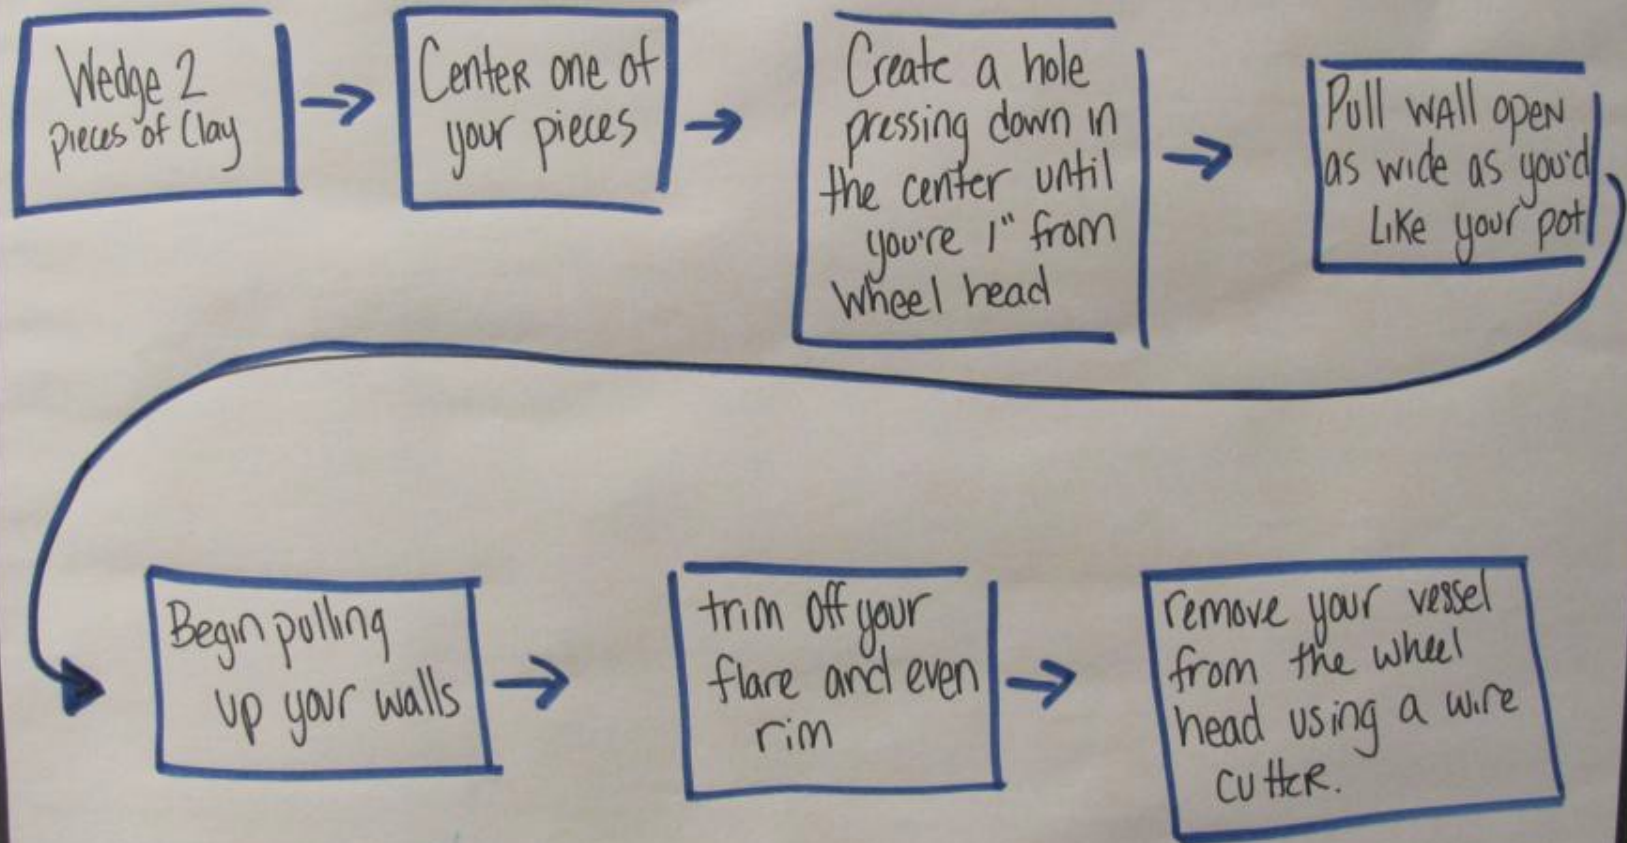 Wedge 2
pieces of Clay
Center one of
your pieces
Create a hole
pressing down in
the center until
you're 1" from
wheel head
Pull wall open
as wide as you'd
Like your pot
Begin pulling
up your walls
trim off your
flare and even
rim
remove your vessel
from the wheel
head using a wire
cutter.